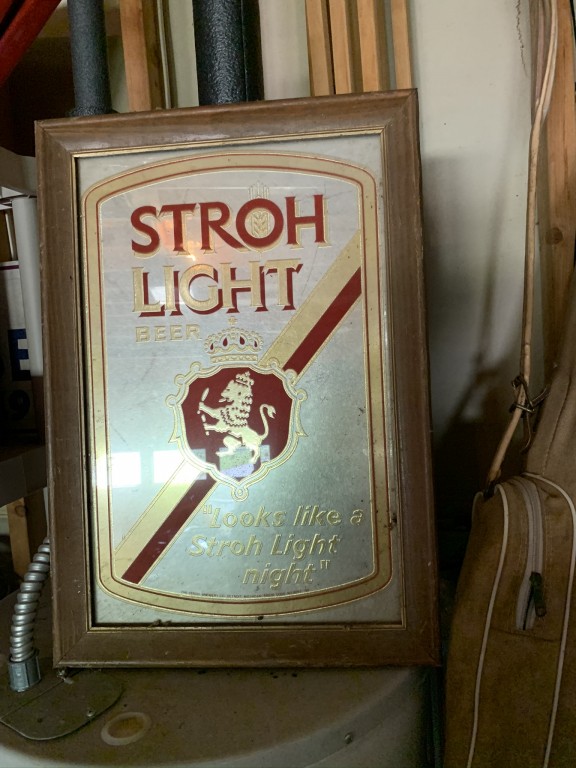 STROH
LIGHT
BEER
"Looks like a
Stroh Light
night"